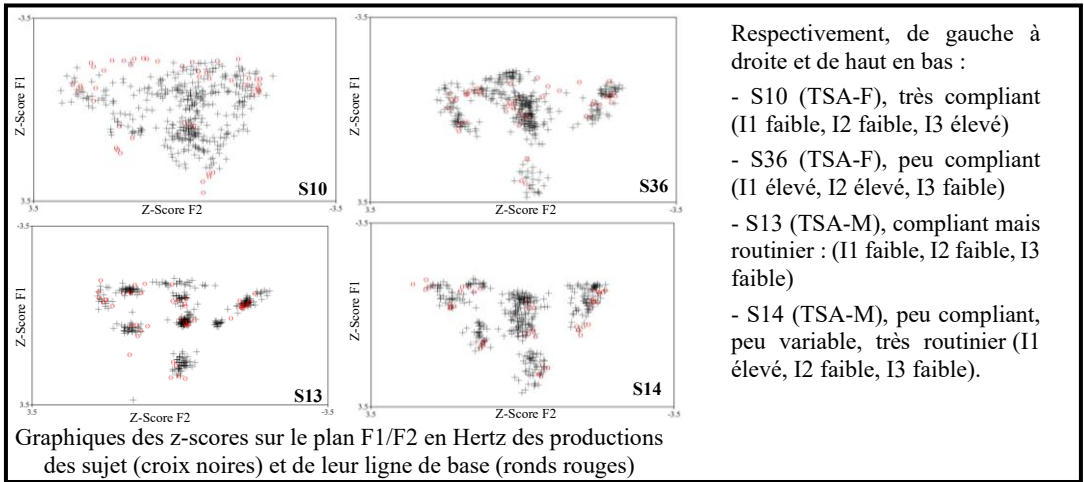 -3.5
Z-Score F1
S10
3.5
3.5
Z-Score F2
-3.5
-3.5
Z-Score F1
S36
3.5
3.5
Z-Score F2
-3.5
-3.5
Z-Score F1
S13
3.5
3.5
Z-Score F2
-3.5
-3.5
Z-Score F1
S14
3.5
3.5
Z-Score F2
-3.5
Graphiques des z-scores sur le plan F1/F2 en Hertz des productions
des sujet (croix noires) et de leur ligne de base (ronds rouges)
Respectivement, de gauche à
droite et de haut en bas :
- S10 (TSA-F), très compliant
(I1 faible, I2 faible, I3 élevé)
- S36 (TSA-F), peu compliant
(I1 élevé, I2 élevé, I3 faible)
- S13 (TSA-M), compliant mais
routinier : (I1 faible, I2 faible, I3
faible)
- S14 (TSA-M), peu compliant,
peu variable, très routinier (I1
élevé, I2 faible, I3 faible).